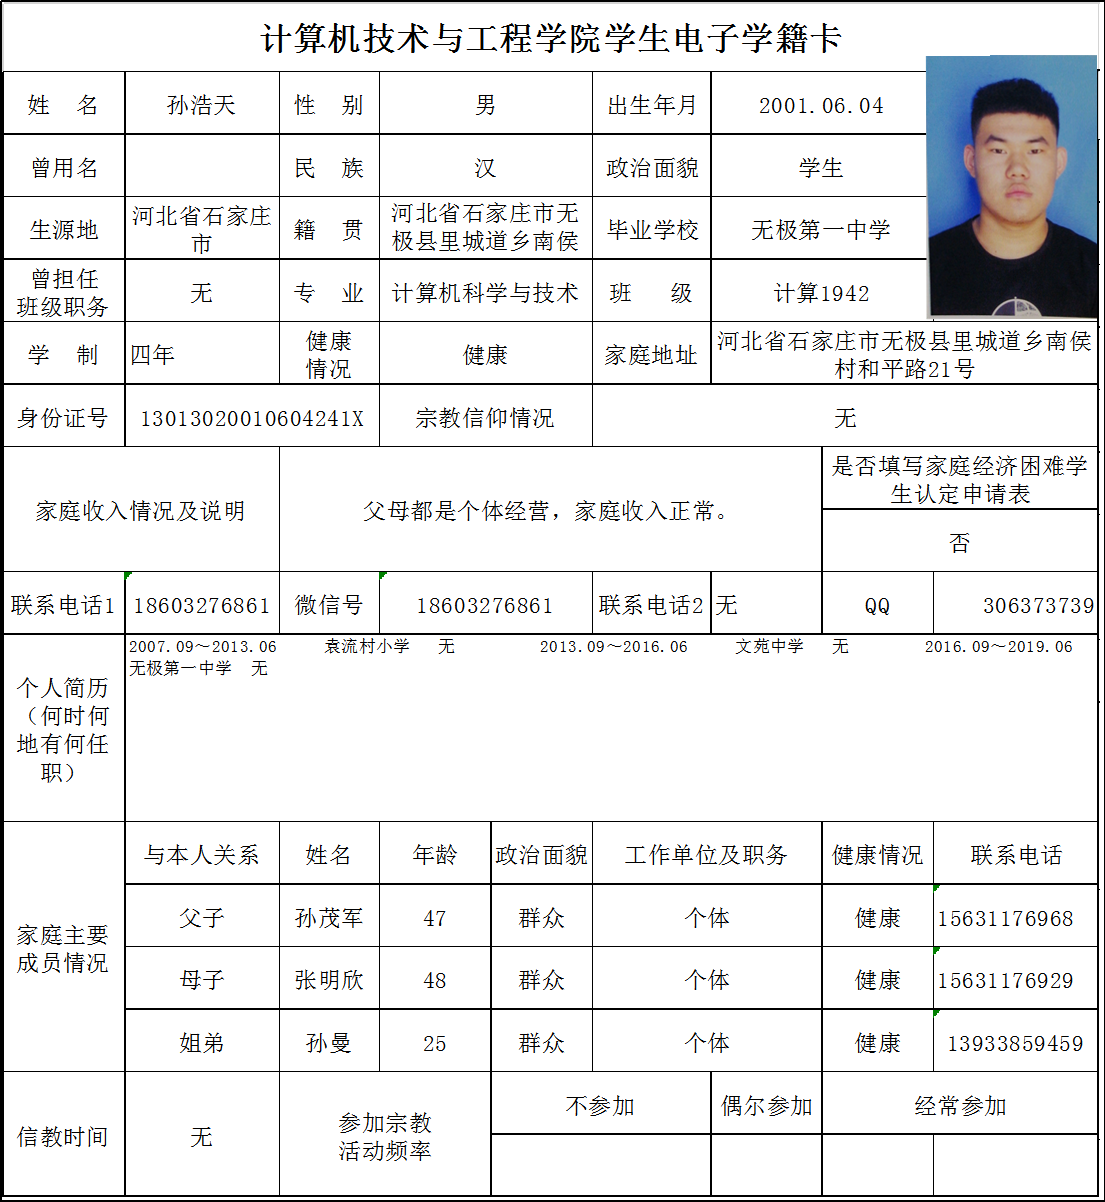 计算机技术与工程学院学生电子学籍卡
姓 名 孙浩天 性 别 男 出生年月 2001.06.04
曾用名 民 族 汉 政治面貌 学生
生源地 河北省石家庄市 籍 贯 河北省石家庄市无极县里城道乡南侯 毕业学校 无极第一中学
曾担任班级职务 无 专 业 计算机科学与技术 班 级 计算1942
学 制 四年 健康情况 健康 家庭地址 河北省石家庄市无极县里城道乡南侯村和平路21号
身份证号 13013020010604241X 宗教信仰情况 无
家庭收入情况及说明 父母都是个体经营，家庭收入正常。 是否填写家庭经济困难学生认定申请表
否
联系电话1 18603276861 微信号 18603276861 联系电话2 无 QQ 306373739
个人简历（何时何地有何任职）
2007.09～2013.06 袁流村小学 无 2013.09～2016.06 文苑中学 无 2016.09～2019.06
无极第一中学 无
家庭主要成员情况
与本人关系 姓名 年龄 政治面貌 工作单位及职务 健康情况 联系电话
父子 孙茂军 47 群众 个体 健康 15631176968
母子 张明欣 48 群众 个体 健康 15631176929
姐弟 孙曼 25 群众 个体 健康 13933859459
信教时间 无 参加宗教活动频率 不参加 偶尔参加 经常参加